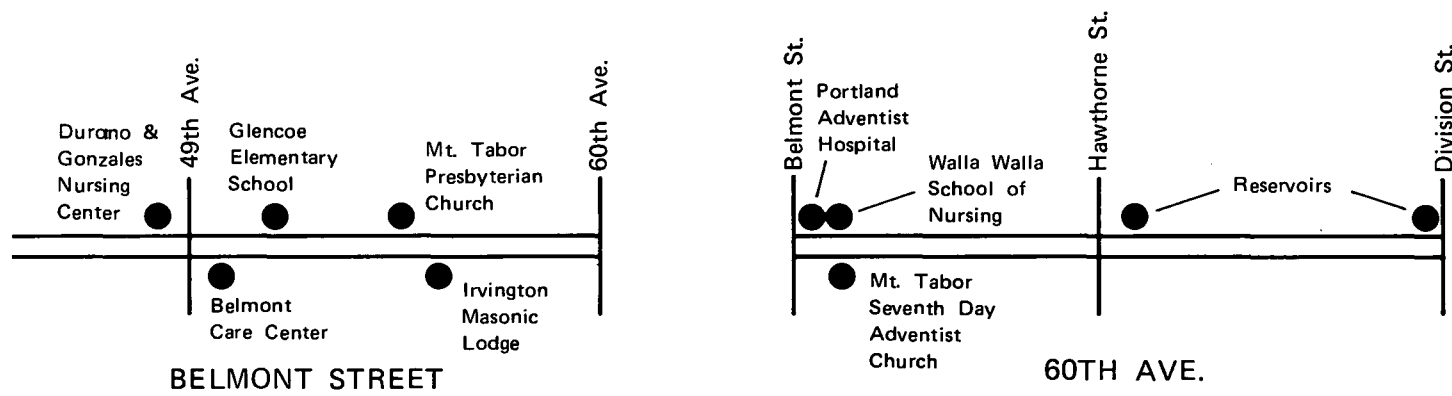 Durano &
Gonzales
Nursing
Center
49th Ave.
Glencoe
Elementary
School
Mt. Tabor
Presbyterian
Church
60th Ave.
Belmont
Care Center
Irvington
Masonic
Lodge
BELMONT STREET
Belmont St.
Portland
Adventist
Hospital
Walla Walla
School of
Nursing
Hawthorne St.
Reservoirs
Division St.
Mt. Tabor
Seventh Day
Adventist
Church
60TH AVE.